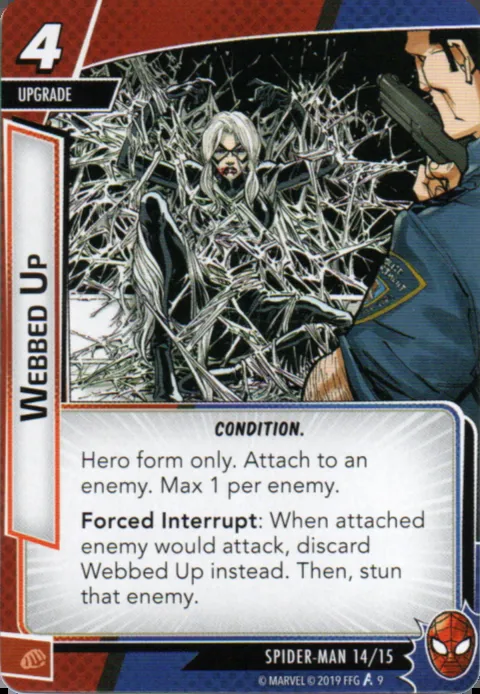 4
UPGRADE
WEBBED UP
CONDITION.
Hero form only. Attach to an
enemy. Max 1 per enemy.
Forced Interrupt: When attached
enemy would attack, discard
Webbed Up instead. Then, stun
that enemy.
SPIDER-MAN 14/15
© MARVEL © 2019 FFG 9